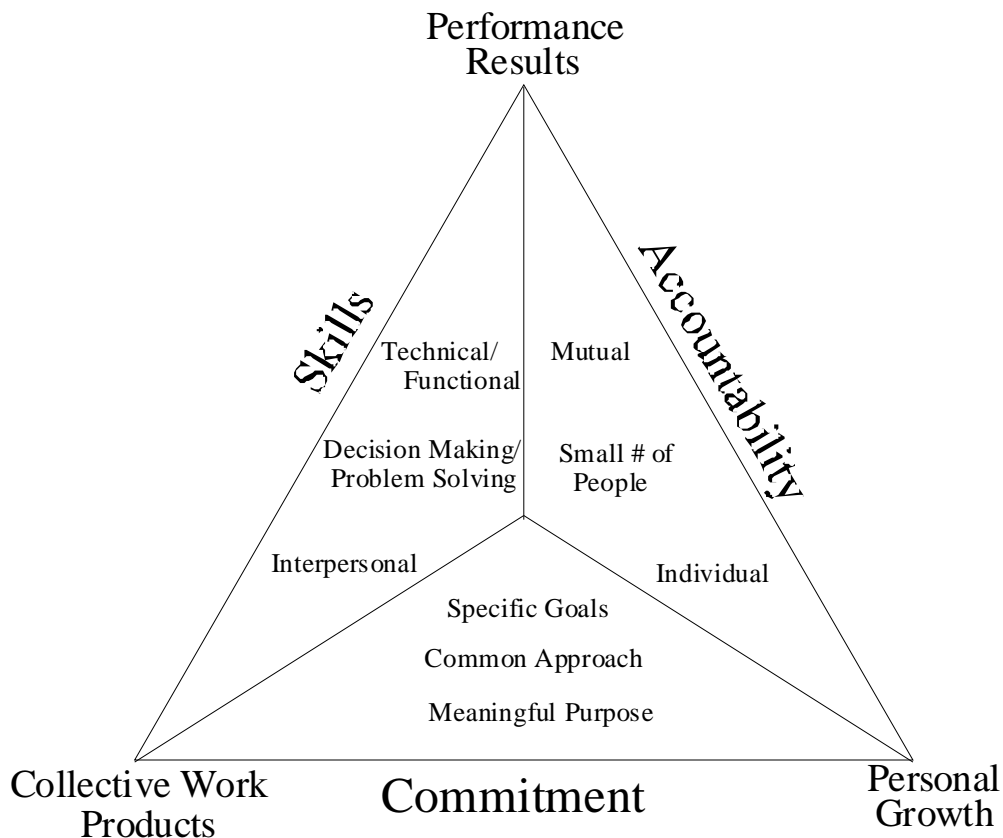 Performance
Results
Skills
Accountability
Technical/
Functional
Mutual
Decision Making/
Problem Solving
Small # of
People
Interpersonal
Individual
Specific Goals
Common Approach
Meaningful Purpose
Collective Work
Products
Commitment
Personal
Growth